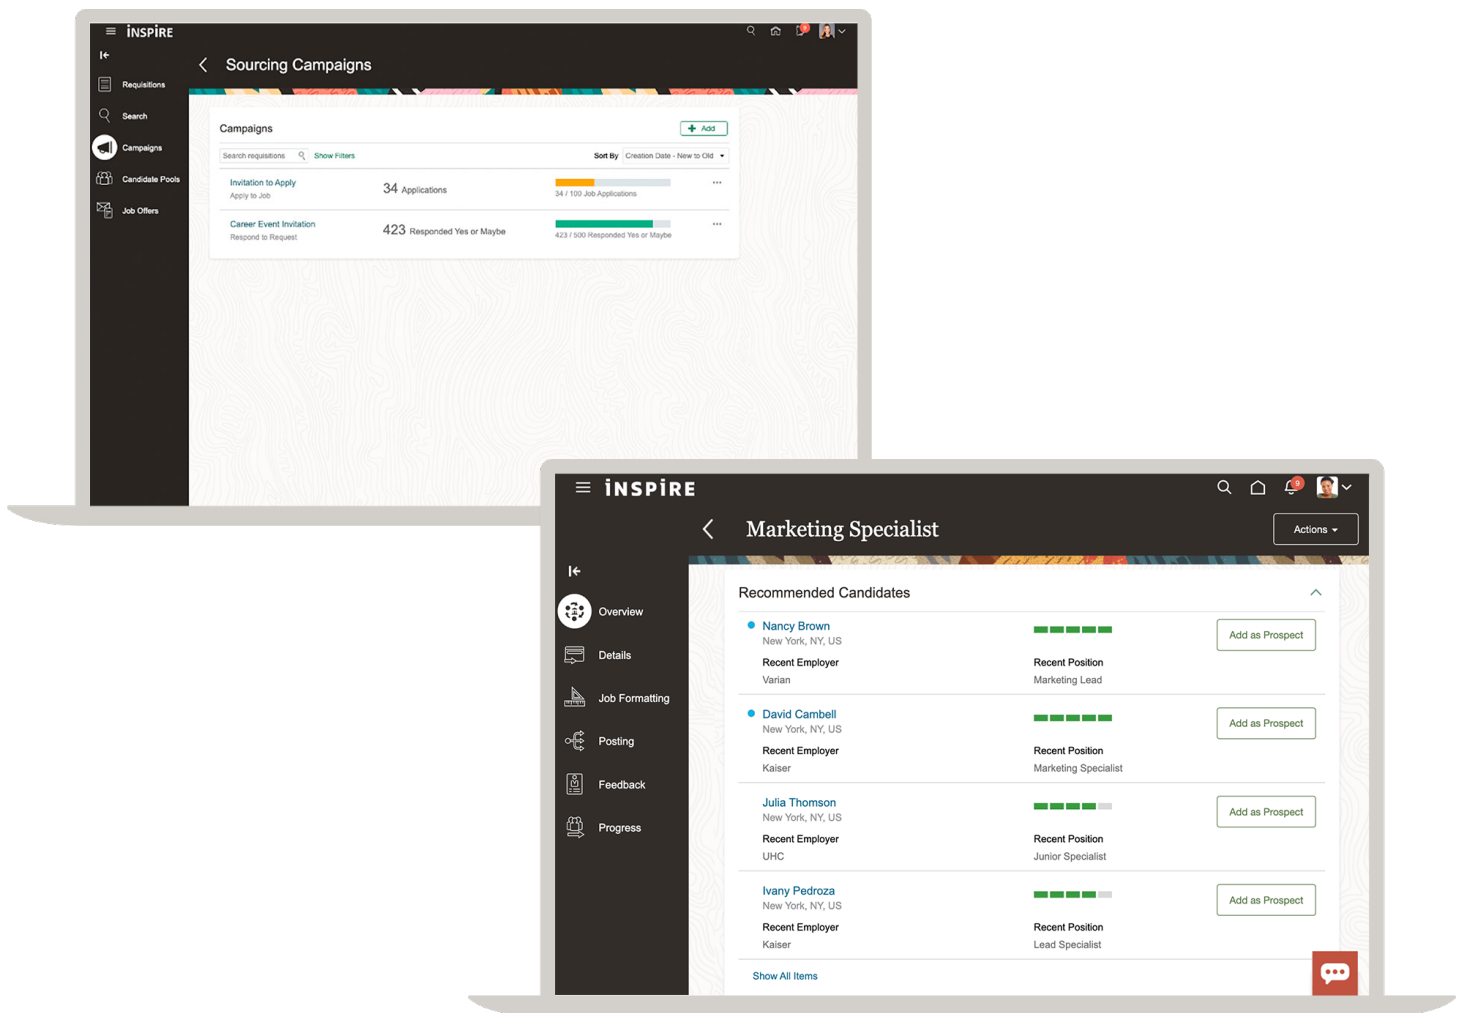 iNSPiRE
9
Sourcing Campaigns
Requisitions
Search
Campaigns
Candidate Pools
Job Offers
Campaigns
Add
Search requisitions
Show Filters
Sort By
Creation Date - New to Old
Invitation to Apply
Apply to Job
34 Applications
34 / 100 Job Applications
Career Event Invitation
Respond to Request
423 Responded Yes or Maybe
423 / 500 Responded Yes or Maybe
iNSPiRE
9
Marketing Specialist
Actions
Overview
Details
Job Formatting
Posting
Feedback
Progress
Recommended Candidates
Nancy Brown
New York, NY, US
Recent Employer
Varian
Recent Position
Marketing Lead
Add as Prospect
David Cambell
New York, NY, US
Recent Employer
Kaiser
Recent Position
Marketing Specialist
Add as Prospect
Julia Thomson
New York, NY, US
Recent Employer
UHC
Recent Position
Junior Specialist
Add as Prospect
Ivany Pedroza
New York, NY, US
Recent Employer
Kaiser
Recent Position
Lead Specialist
Add as Prospect
Show All Items